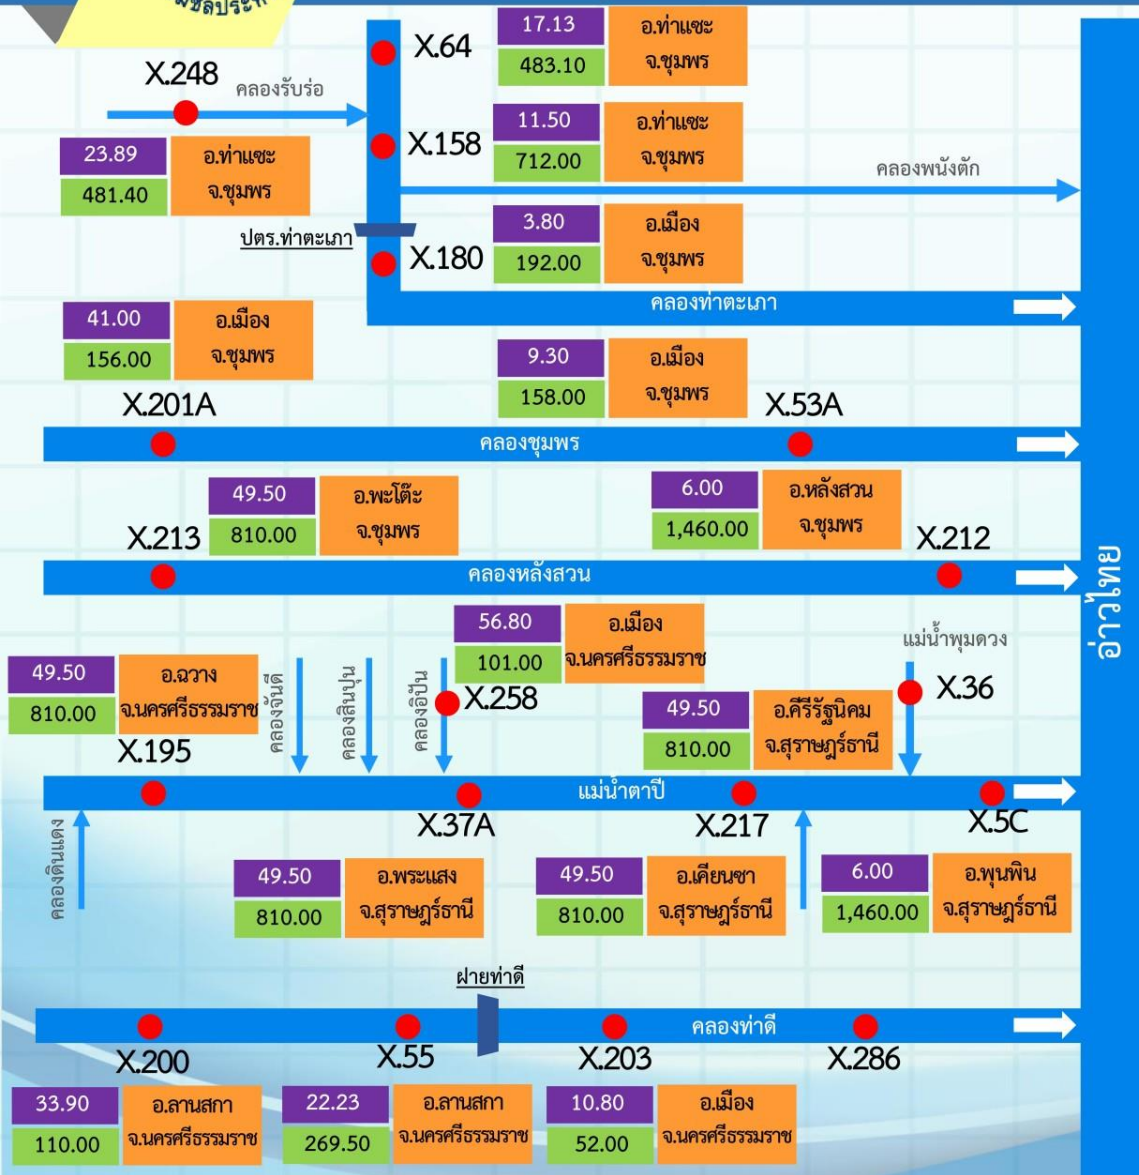 X.64
17.13
483.10
อ.ท่าแซะ
จ.ชุมพร
X.248
คลองรับร่อ
23.89
481.40
อ.ท่าแซะ
จ.ชุมพร
X.158
11.50
712.00
อ.ท่าแซะ
จ.ชุมพร
คลองพนังตัก
ปตร.ท่าตะเภา
X.180
3.80
192.00
อ.เมือง
จ.ชุมพร
คลองท่าตะเภา
41.00
156.00
อ.เมือง
จ.ชุมพร
X.201A
9.30
158.00
อ.เมือง
จ.ชุมพร
X.53A
คลองชุมพร
X.213
49.50
810.00
อ.พะโต๊ะ
จ.ชุมพร
6.00
1,460.00
อ.หลังสวน
จ.ชุมพร
X.212
คลองหลังสวน
อ่าวไทย
49.50
810.00
อ.ฉวาง
จ.นครศรีธรรมราช
X.195
คลองจันดี
คลองสินปุน
คลองอิปัน
56.80
101.00
อ.เมือง
จ.นครศรีธรรมราช
X.258
49.50
810.00
อ.คีรีรัฐนิคม
จ.สุราษฎร์ธานี
แม่น้ำพุมดวง
X.36
แม่น้ำตาปี
คลองดินแดง
X.37A
X.217
X.5C
49.50
810.00
อ.พระแสง
จ.สุราษฎร์ธานี
49.50
810.00
อ.เคียนซา
จ.สุราษฎร์ธานี
6.00
1,460.00
อ.พุนพิน
จ.สุราษฎร์ธานี
ฝายท่าดี
คลองท่าดี
X.200
X.55
X.203
X.286
33.90
110.00
อ.ลานสกา
จ.นครศรีธรรมราช
22.23
269.50
อ.ลานสกา
จ.นครศรีธรรมราช
10.80
52.00
อ.เมือง
จ.นครศรีธรรมราช